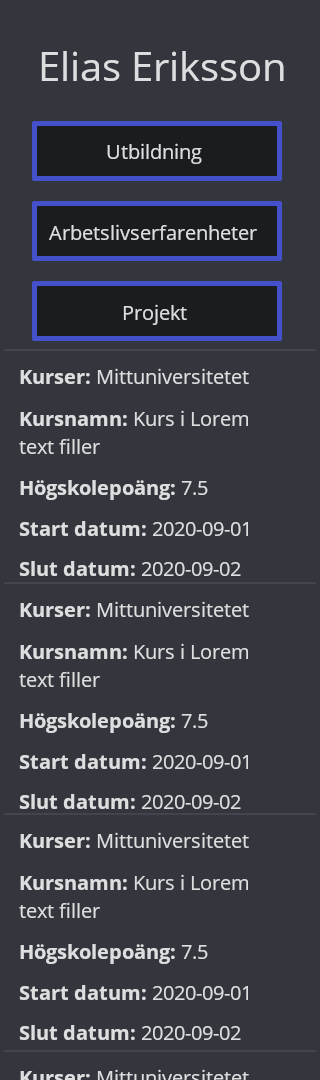 Elias Eriksson
Utbildning
Arbetslivserfarenheter
Projekt
Kurser: Mittuniversitetet
Kursnamn: Kurs i Lorem
text filler
Högskolepoäng: 7.5
Start datum: 2020-09-01
Slut datum: 2020-09-02
Kurser: Mittuniversitetet
Kursnamn: Kurs i Lorem
text filler
Högskolepoäng: 7.5
Start datum: 2020-09-01
Slut datum: 2020-09-02
Kurser: Mittuniversitetet
Kursnamn: Kurs i Lorem
text filler
Högskolepoäng: 7.5
Start datum: 2020-09-01
Slut datum: 2020-09-02
Kurser: Mittuniversitetet